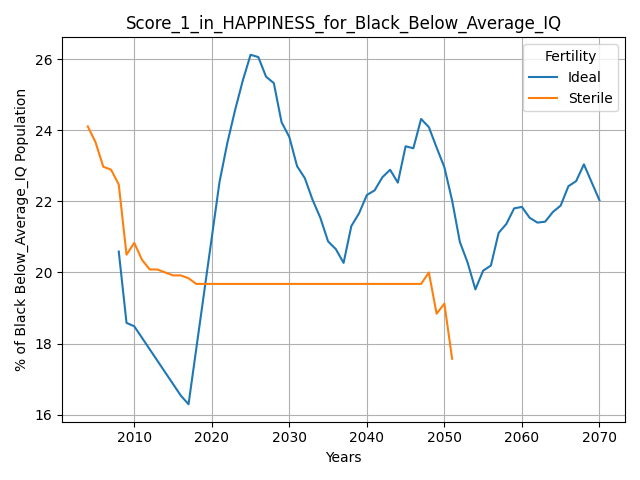 Score_1_in_HAPPINESS_for_Black_Below_Average_IQ
% of Black Below_Average_IQ Population
26
24
22
20
18
16
Fertility
Ideal
Sterile
2010 2020 2030 2040 2050 2060 2070
Years